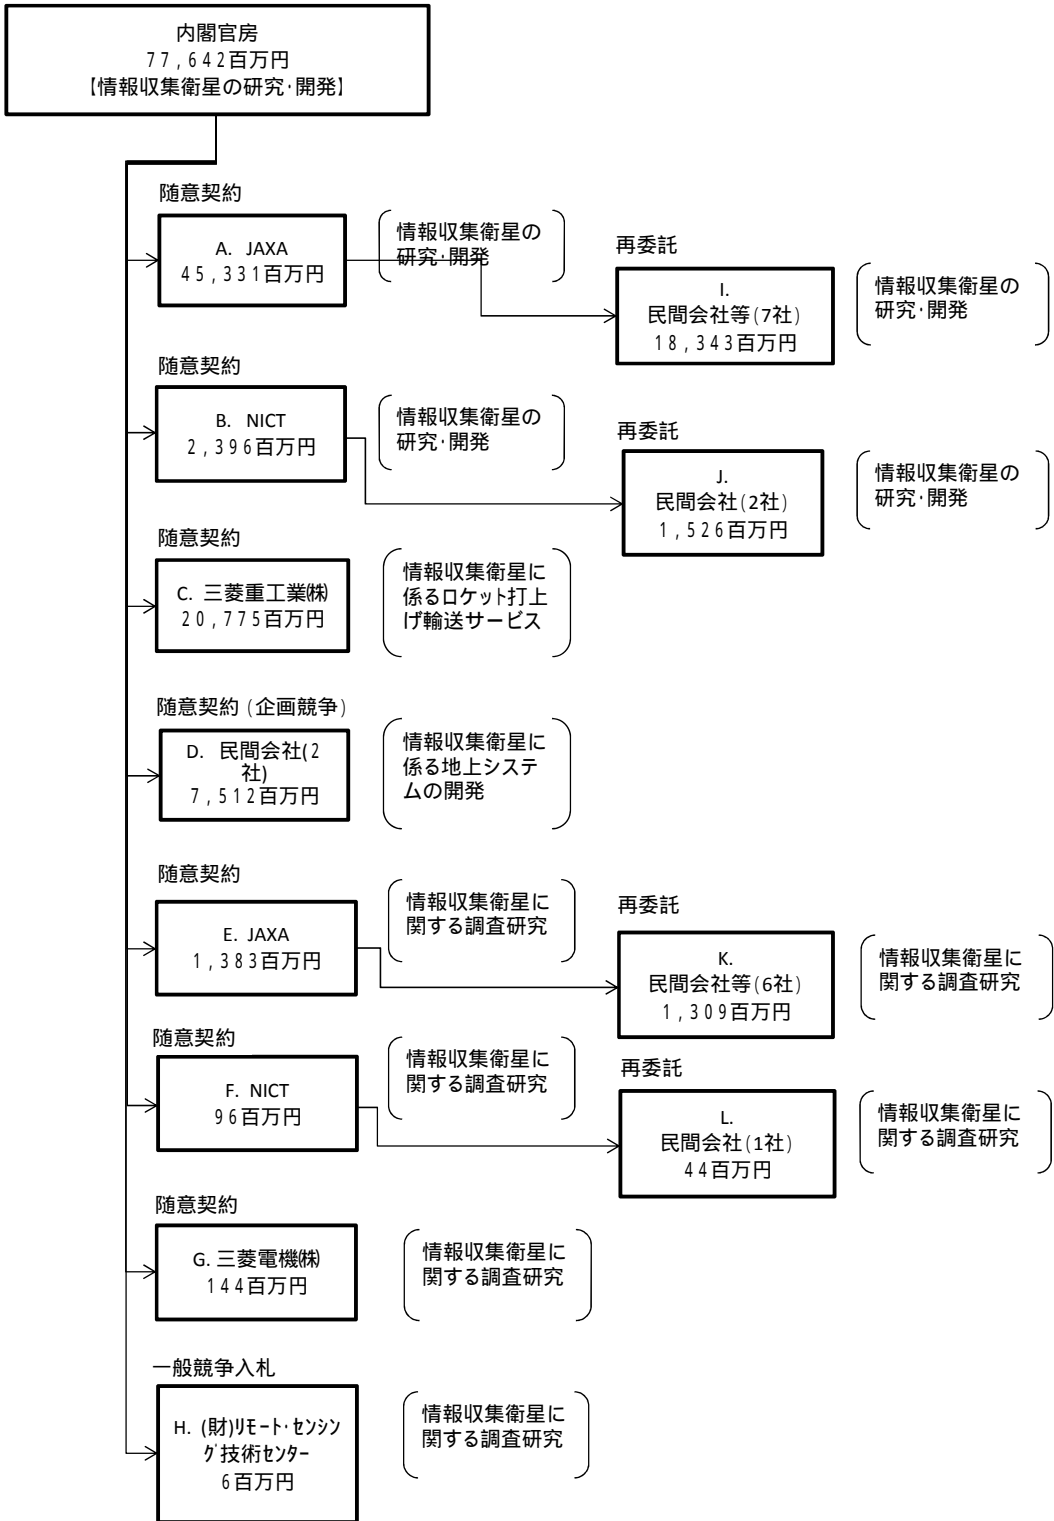 内閣官房
77,642百万円
【情報収集衛星の研究・開発】
随意契約
A. JAXA
45,331百万円
情報収集衛星の
研究・開発
再委託
I.
民間会社等(7社)
18,343百万円
情報収集衛星の
研究・開発
随意契約
B. NICT
2,396百万円
情報収集衛星の
研究・開発
再委託
J.
民間会社(2社)
1,526百万円
情報収集衛星の
研究・開発
随意契約
C. 三菱重工業㈱
20,775百万円
情報収集衛星に
係るロケット打上
げ輸送サービス
随意契約(企画競争)
D. 民間会社(2
社)
7,512百万円
情報収集衛星に
係る地上システ
ムの開発
随意契約
E. JAXA
1,383百万円
情報収集衛星に
関する調査研究
再委託
K.
民間会社等(6社)
1,309百万円
情報収集衛星に
関する調査研究
随意契約
F. NICT
96百万円
情報収集衛星に
関する調査研究
再委託
L.
民間会社(1社)
44百万円
情報収集衛星に
関する調査研究
随意契約
G. 三菱電機㈱
144百万円
情報収集衛星に
関する調査研究
一般競争入札
H. (財)ﾘﾓｰﾄ・ｾﾝｼﾝ
ｸﾞ技術ｾﾝﾀｰ
6百万円
情報収集衛星に
関する調査研究